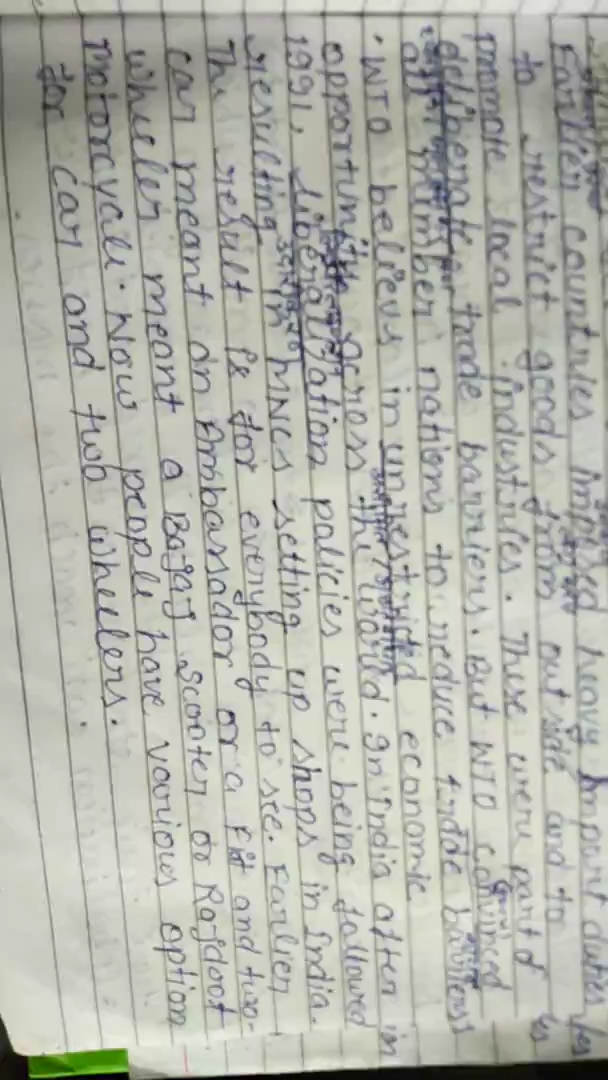 Earlier countries imposed heavy import duties
to restrict goods from outside and to
promote local industries. These were part of
deliberate trade barriers. But WTO convinced
all member nations to reduce trade barriers
• WTO believes in unrestricted economic
opportunities across the world. In India after in
1991, liberalization policies were being followed
resulting in MNCs setting up shops in India.
The result is for everybody to see. Earlier
car meant an Ambassador or a Fiat and two-
wheeler meant a Bajaj scooter or Rajdoot
motorcycle. Now people have various option
for car and two wheelers.